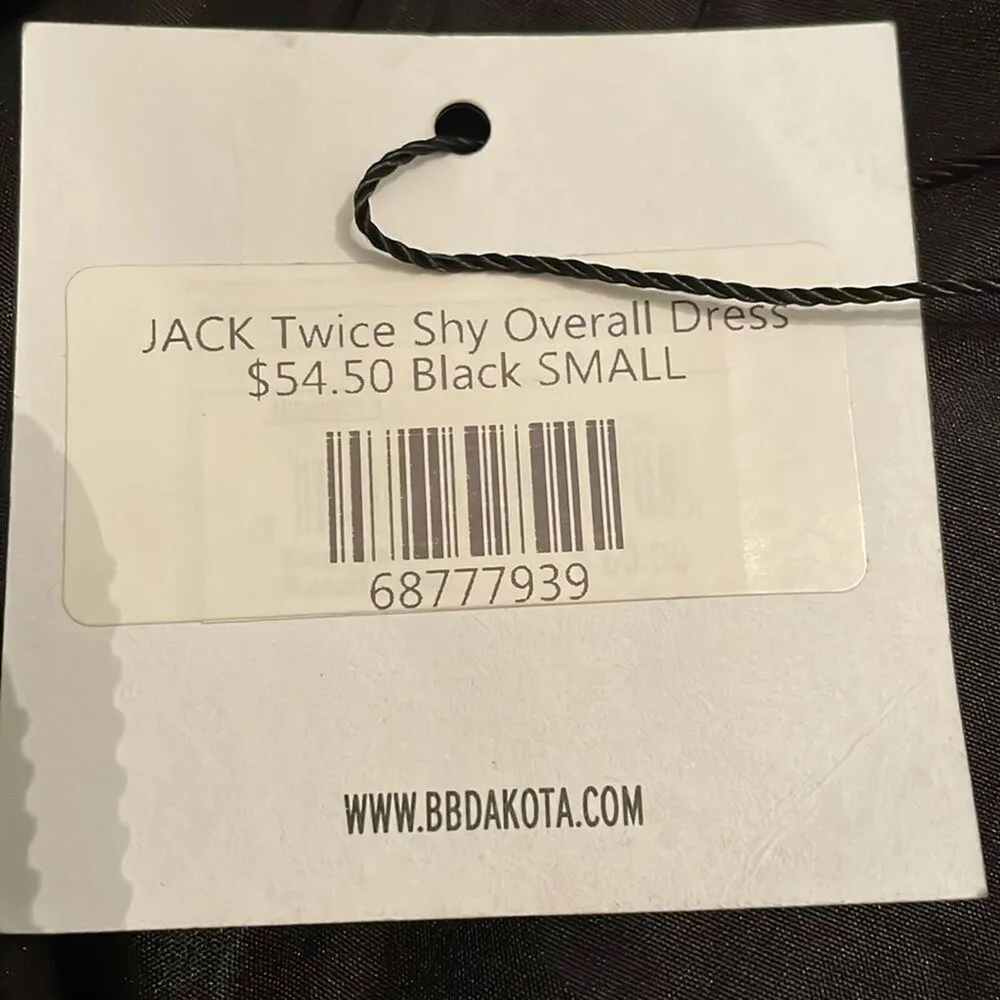 JACK Twice Shy Overall Dress
$54.50 Black SMALL
68777939
WWW.BBDAKOTA.COM